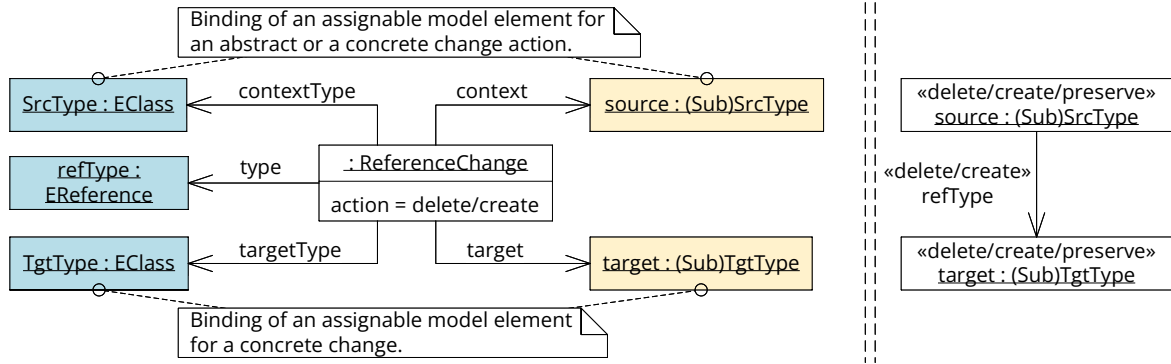 Binding of an assignable model element for
an abstract or a concrete change action.
SrcType : EClass
contextType
context
source : (Sub)SrcType
refType :
EReference
type
: ReferenceChange
action = delete/create
TgtType : EClass
targetType
target
target : (Sub)TgtType
Binding of an assignable model element
for a concrete change.
«delete/create/preserve»
source : (Sub)SrcType
«delete/create»
refType
«delete/create/preserve»
target : (Sub)TgtType